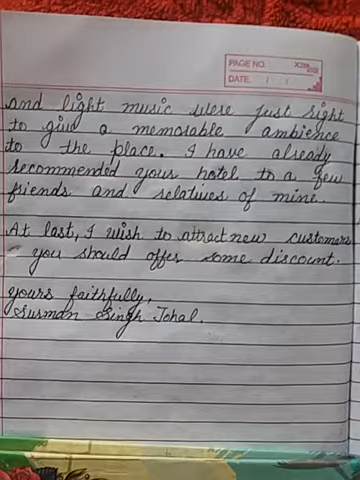 PAGE NO.
DATE: / /
and light music were just right
to give a memorable ambience
to the place. I have already
recommended your hotel to a few
friends and relatives of mine.
At last, I wish to attract new customers
you should offer some discount.
yours faithfully,
Gurman Singh Johal.